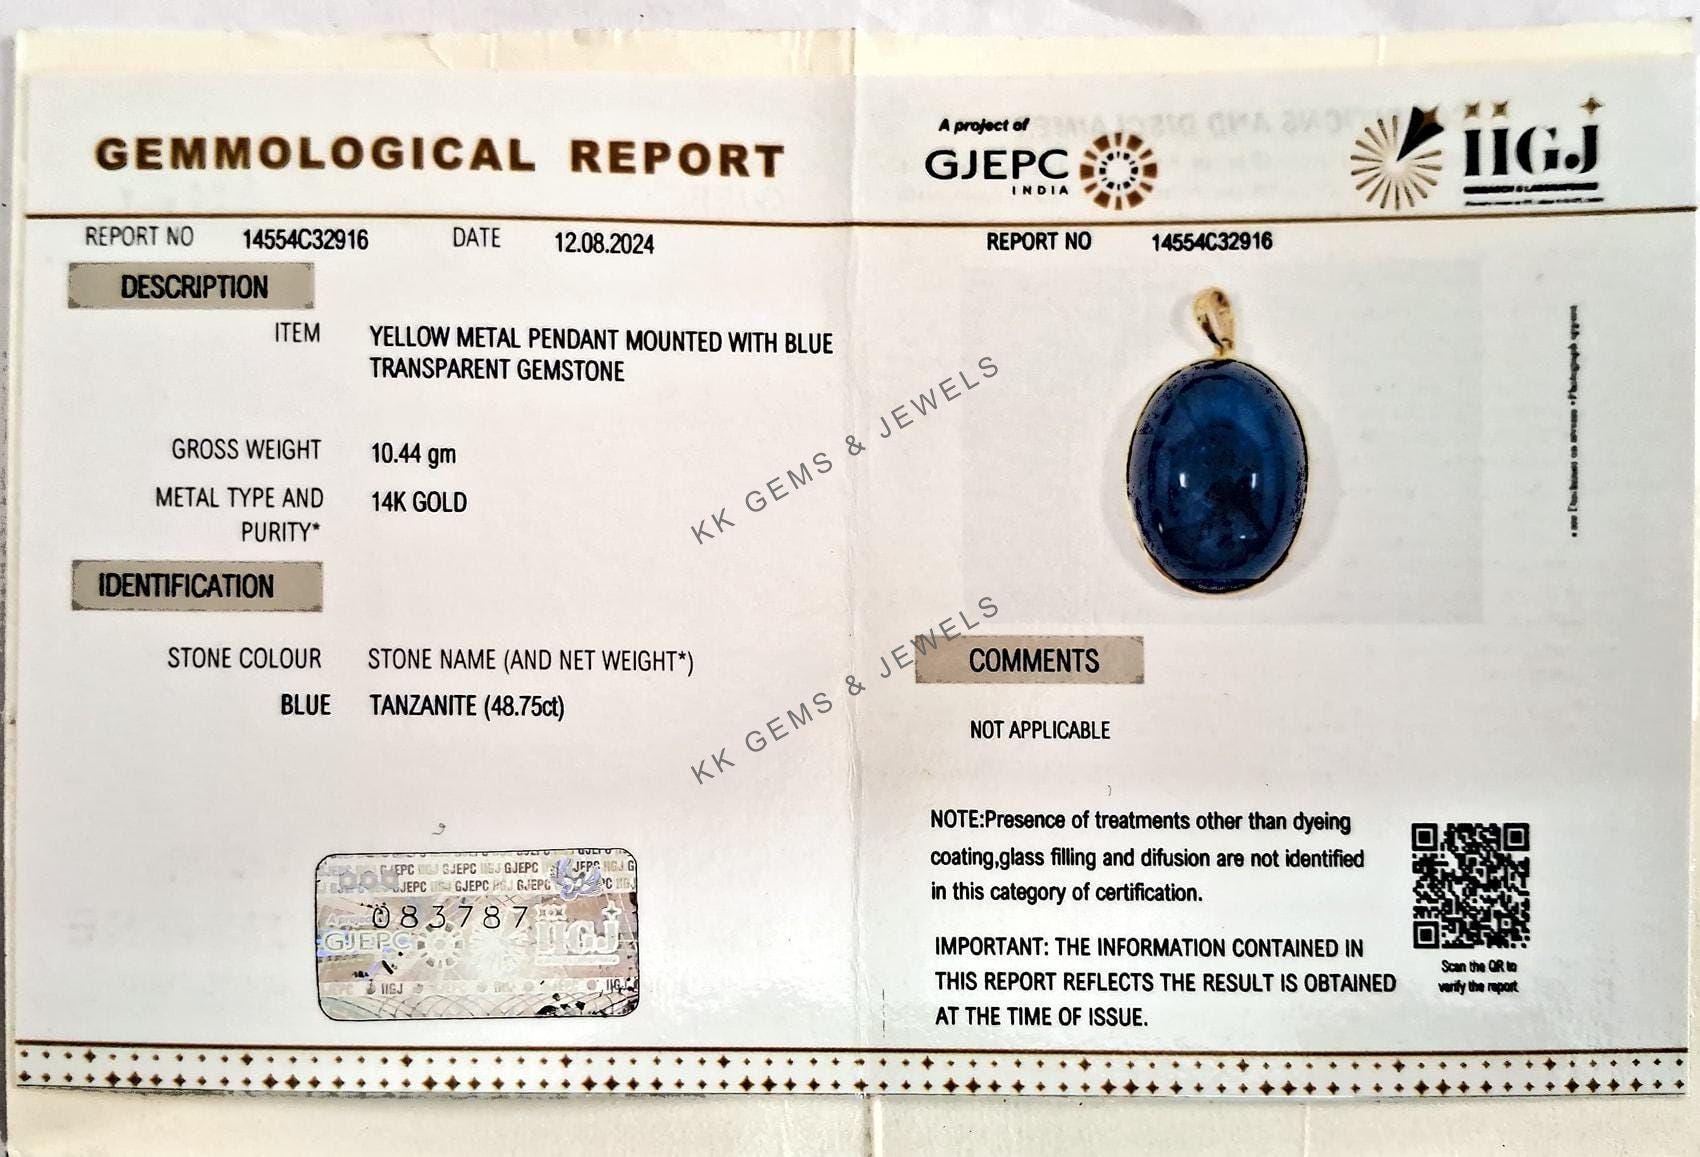 GEMMOLOGICAL REPORT
REPORT NO 14554C32916 DATE 12.08.2024
DESCRIPTION
ITEM YELLOW METAL PENDANT MOUNTED WITH BLUE
TRANSPARENT GEMSTONE
GROSS WEIGHT 10.44 gm
METAL TYPE AND 14K GOLD
PURITY*
IDENTIFICATION
STONE COLOUR STONE NAME (AND NET WEIGHT*)
BLUE TANZANITE (48.75ct)
083787
GJEPC IIGJ
A project of
GJEPC
INDIA
IIGJ
RESEARCH & LABORATORIES
REPORT NO 14554C32916
KK GEMS & JEWELS
KK GEMS & JEWELS
COMMENTS
NOT APPLICABLE
NOTE:Presence of treatments other than dyeing
coating,glass filling and difusion are not identified
in this category of certification.
IMPORTANT: THE INFORMATION CONTAINED IN
THIS REPORT REFLECTS THE RESULT IS OBTAINED
AT THE TIME OF ISSUE.
Scan the QR to
verify the report